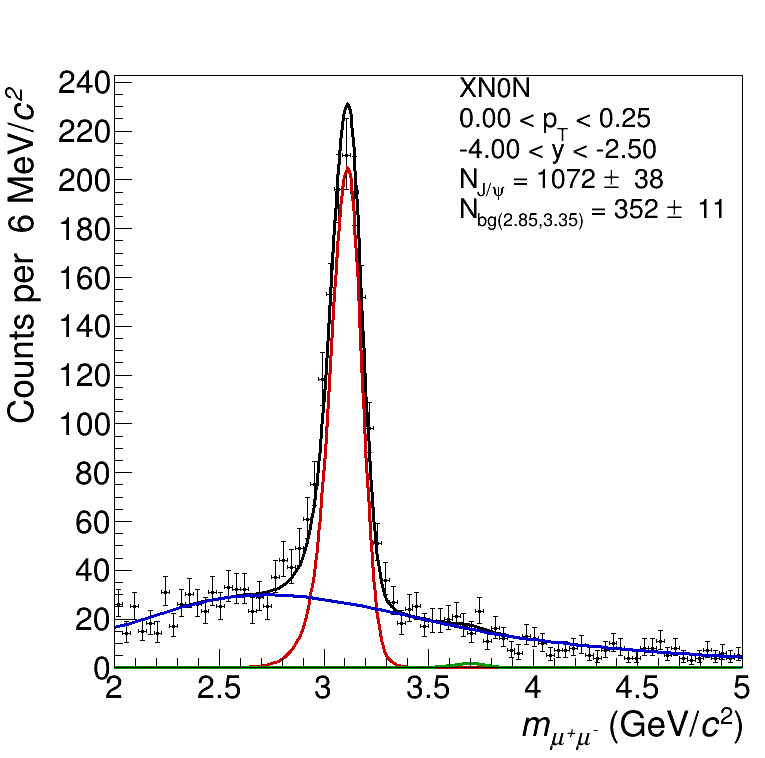 XN0N
0.00 < p_T < 0.25
-4.00 < y < -2.50
N_J/ψ = 1072 ± 38
N_bg(2.85,3.35) = 352 ± 11
Counts per 6 MeV/c²
240
220
200
180
160
140
120
100
80
60
40
20
0
2 2.5 3 3.5 4 4.5 5
m_μ⁺μ⁻ (GeV/c²)